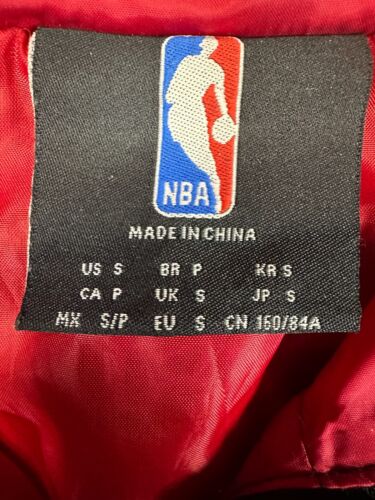 NBA
MADE IN CHINA
US S BR P KR S
CA P UK S JP S
MX S/P EU S CN 160/84A